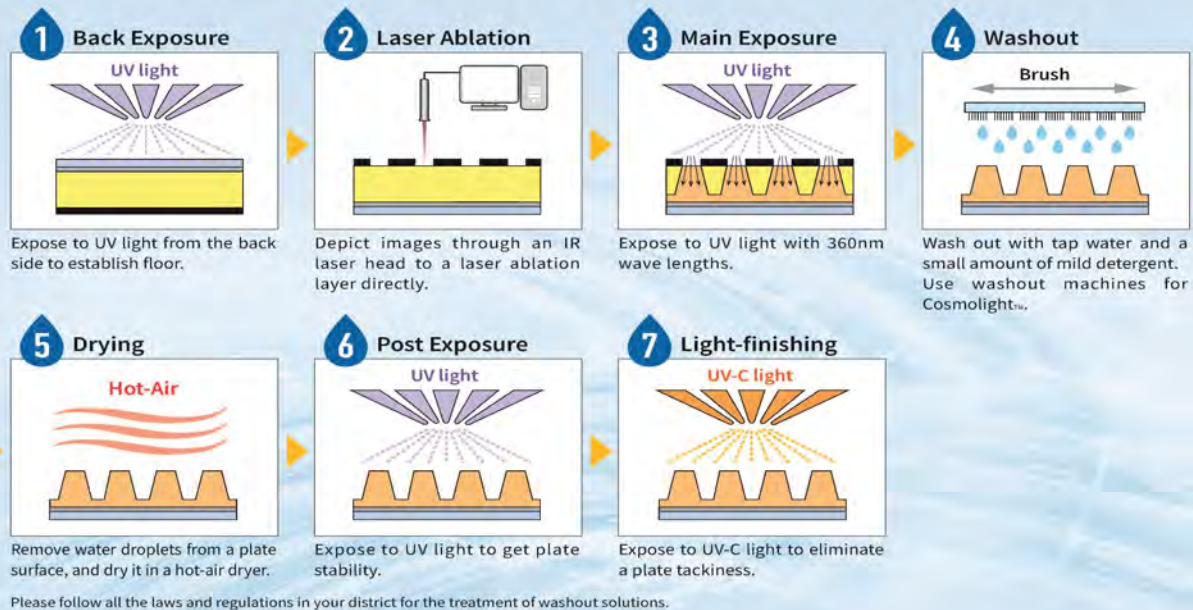 1 Back Exposure
UV light
Expose to UV light from the back
side to establish floor.
2 Laser Ablation
Depict images through an IR
laser head to a laser ablation
layer directly.
3 Main Exposure
UV light
Expose to UV light with 360nm
wave lengths.
4 Washout
Brush
Wash out with tap water and a
small amount of mild detergent.
Use washout machines for
Cosmolight™.
5 Drying
Hot-Air
Remove water droplets from a plate
surface, and dry it in a hot-air dryer.
6 Post Exposure
UV light
Expose to UV light to get plate
stability.
7 Light-finishing
UV-C light
Expose to UV-C light to eliminate
a plate tackiness.
Please follow all the laws and regulations in your district for the treatment of washout solutions.